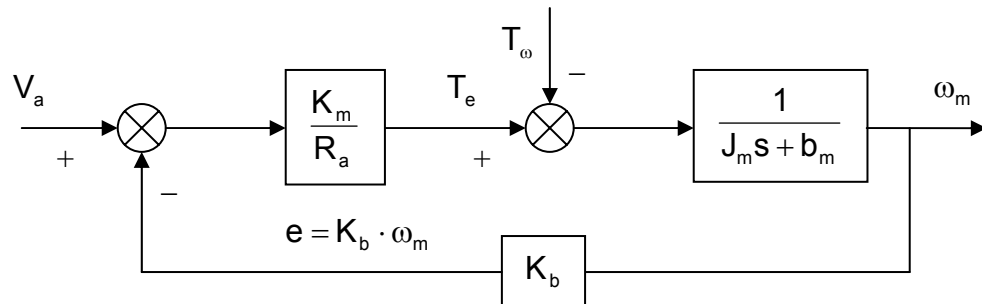 T_ω
−
V_a
K_m
R_a
T_e
1
J_m s + b_m
ω_m
+
+
−
e = K_b · ω_m
K_b